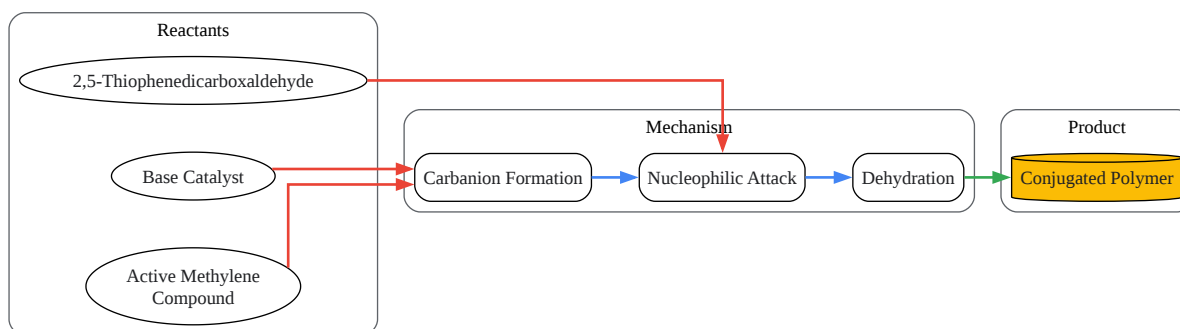 Reactants
2,5-Thiophenedicarboxaldehyde
Base Catalyst
Active Methylene
Compound
Mechanism
Carbanion Formation
Nucleophilic Attack
Dehydration
Product
Conjugated Polymer